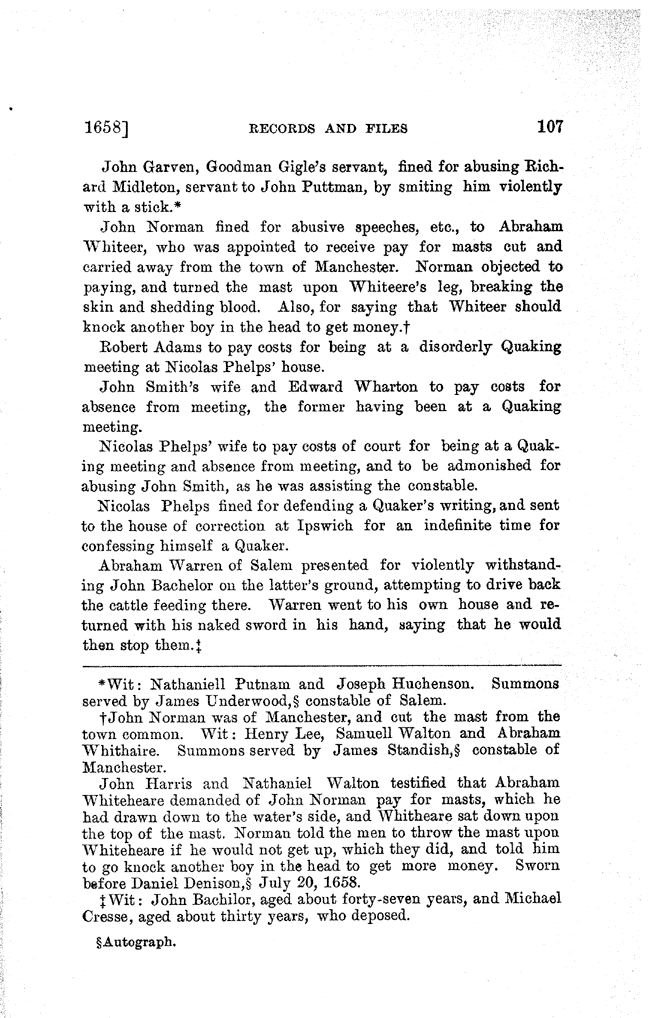 1658] RECORDS AND FILES 107
John Garven, Goodman Gigle's servant, fined for abusing Rich-
ard Midleton, servant to John Puttman, by smiting him violently
with a stick.*
John Norman fined for abusive speeches, etc., to Abraham
Whiteer, who was appointed to receive pay for masts cut and
carried away from the town of Manchester. Norman objected to
paying, and turned the mast upon Whiteere's leg, breaking the
skin and shedding blood. Also, for saying that Whiteer should
knock another boy in the head to get money.†
Robert Adams to pay costs for being at a disorderly Quaking
meeting at Nicolas Phelps' house.
John Smith's wife and Edward Wharton to pay costs for
absence from meeting, the former having been at a Quaking
meeting.
Nicolas Phelps' wife to pay costs of court for being at a Quak-
ing meeting and absence from meeting, and to be admonished for
abusing John Smith, as he was assisting the constable.
Nicolas Phelps fined for defending a Quaker's writing, and sent
to the house of correction at Ipswich for an indefinite time for
confessing himself a Quaker.
Abraham Warren of Salem presented for violently withstand-
ing John Bachelor on the latter's ground, attempting to drive back
the cattle feeding there. Warren went to his own house and re-
turned with his naked sword in his hand, saying that he would
then stop them.‡
*Wit: Nathaniell Putnam and Joseph Huchenson. Summons
served by James Underwood,§ constable of Salem.
†John Norman was of Manchester, and cut the mast from the
town common. Wit: Henry Lee, Samuell Walton and Abraham
Whithaire. Summons served by James Standish,§ constable of
Manchester.
John Harris and Nathaniel Walton testified that Abraham
Whiteheare demanded of John Norman pay for masts, which he
had drawn down to the water's side, and Whitheare sat down upon
the top of the mast. Norman told the men to throw the mast upon
Whiteheare if he would not get up, which they did, and told him
to go knock another boy in the head to get more money. Sworn
before Daniel Denison,§ July 20, 1658.
‡Wit: John Bachilor, aged about forty-seven years, and Michael
Cresse, aged about thirty years, who deposed.
§Autograph.